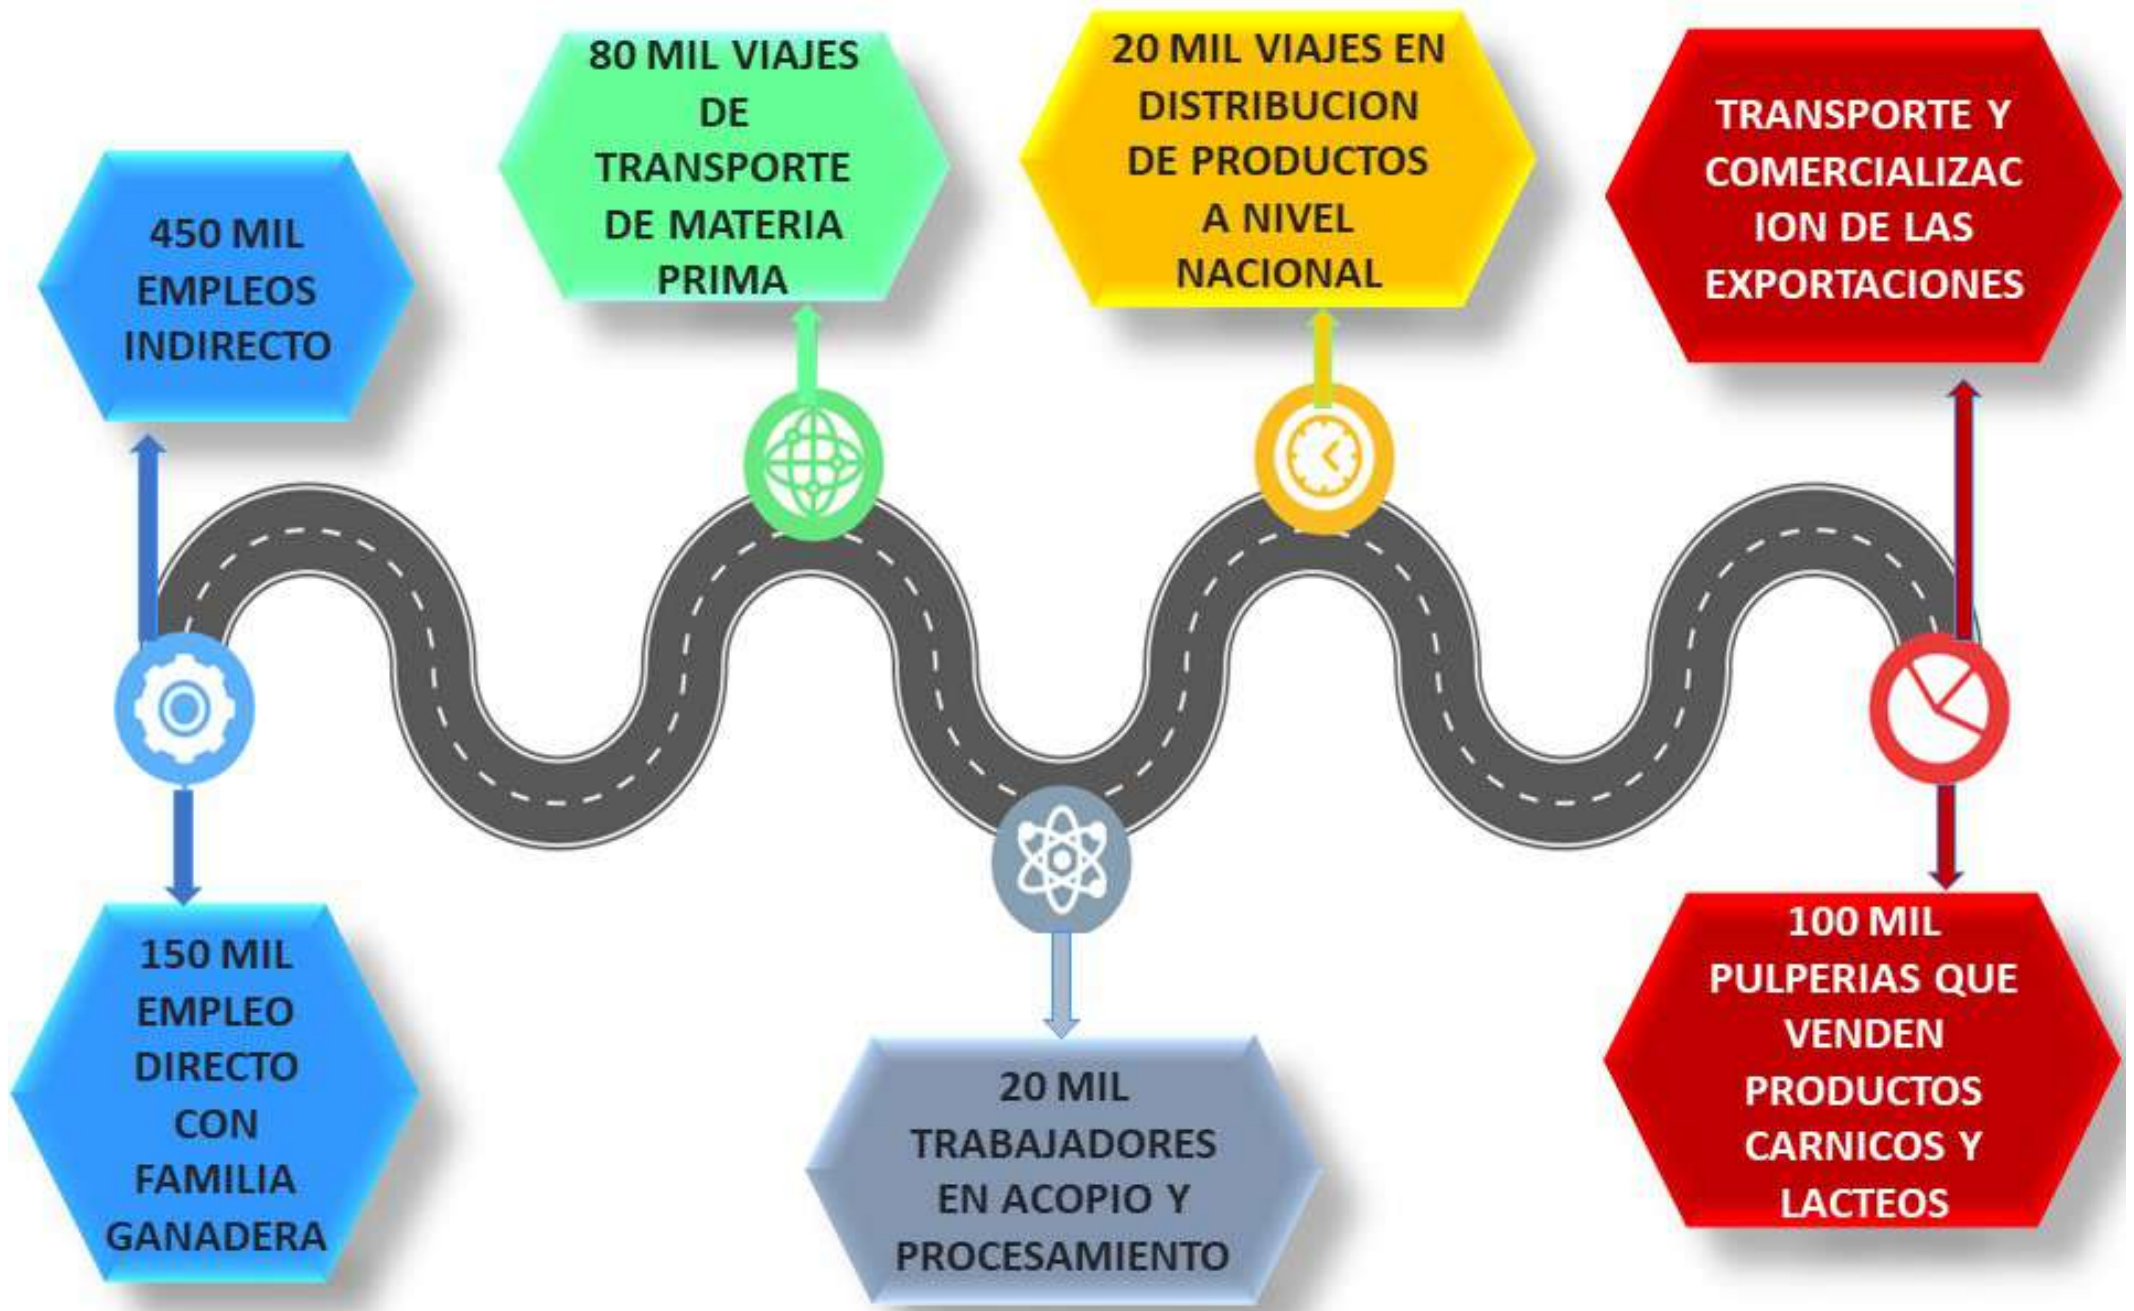 450 MIL
EMPLEOS
INDIRECTO
80 MIL VIAJES
DE
TRANSPORTE
DE MATERIA
PRIMA
20 MIL VIAJES EN
DISTRIBUCION
DE PRODUCTOS
A NIVEL
NACIONAL
TRANSPORTE Y
COMERCIALIZAC
ION DE LAS
EXPORTACIONES
150 MIL
EMPLEO
DIRECTO
CON
FAMILIA
GANADERA
20 MIL
TRABAJADORES
EN ACOPIO Y
PROCESAMIENTO
100 MIL
PULPERIAS QUE
VENDEN
PRODUCTOS
CARNICOS Y
LACTEOS